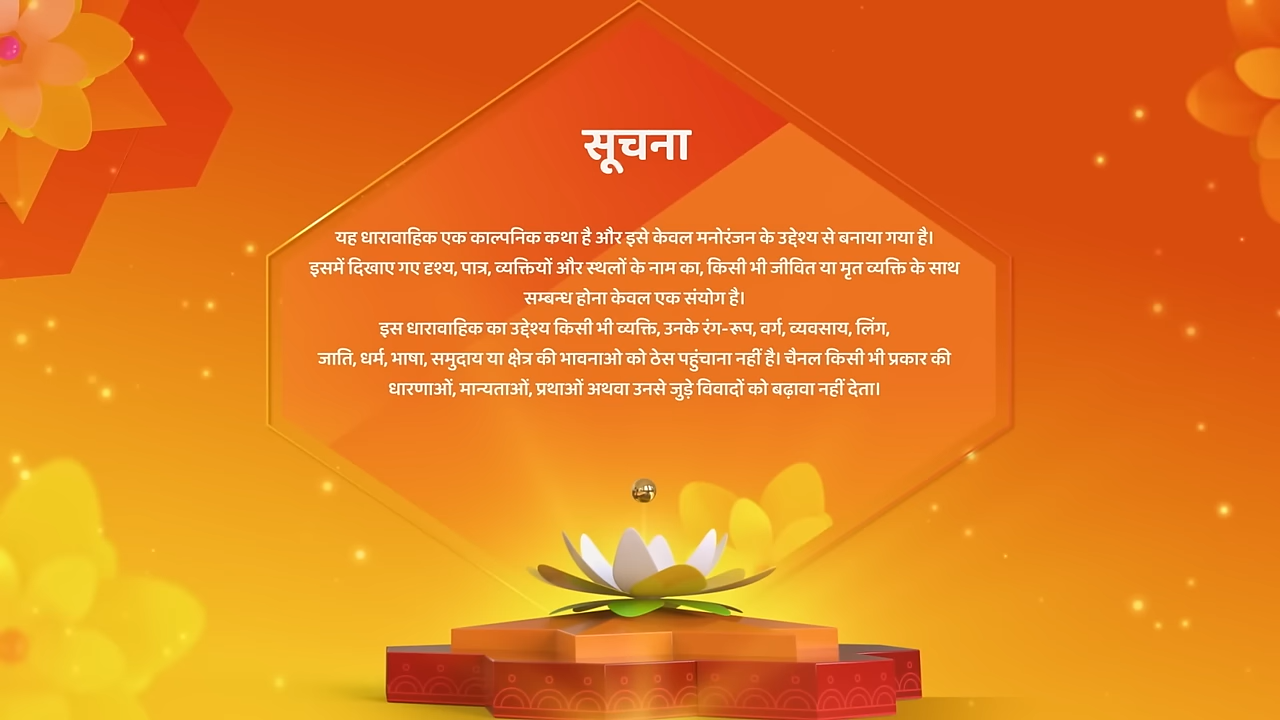 सूचना
यह धारावाहिक एक काल्पनिक कथा है और इसे केवल मनोरंजन के उद्देश्य से बनाया गया है।
इसमें दिखाए गए दृश्य, पात्र, व्यक्तियों और स्थलों के नाम का, किसी भी जीवित या मृत व्यक्ति के साथ
सम्बन्ध होना केवल एक संयोग है।
इस धारावाहिक का उद्देश्य किसी भी व्यक्ति, उनके रंग-रूप, वर्ग, व्यवसाय, लिंग,
जाति, धर्म, भाषा, समुदाय या क्षेत्र की भावनाओ को ठेस पहुंचाना नहीं है। चैनल किसी भी प्रकार की
धारणाओं, मान्यताओं, प्रथाओं अथवा उनसे जुड़े विवादों को बढ़ावा नहीं देता।